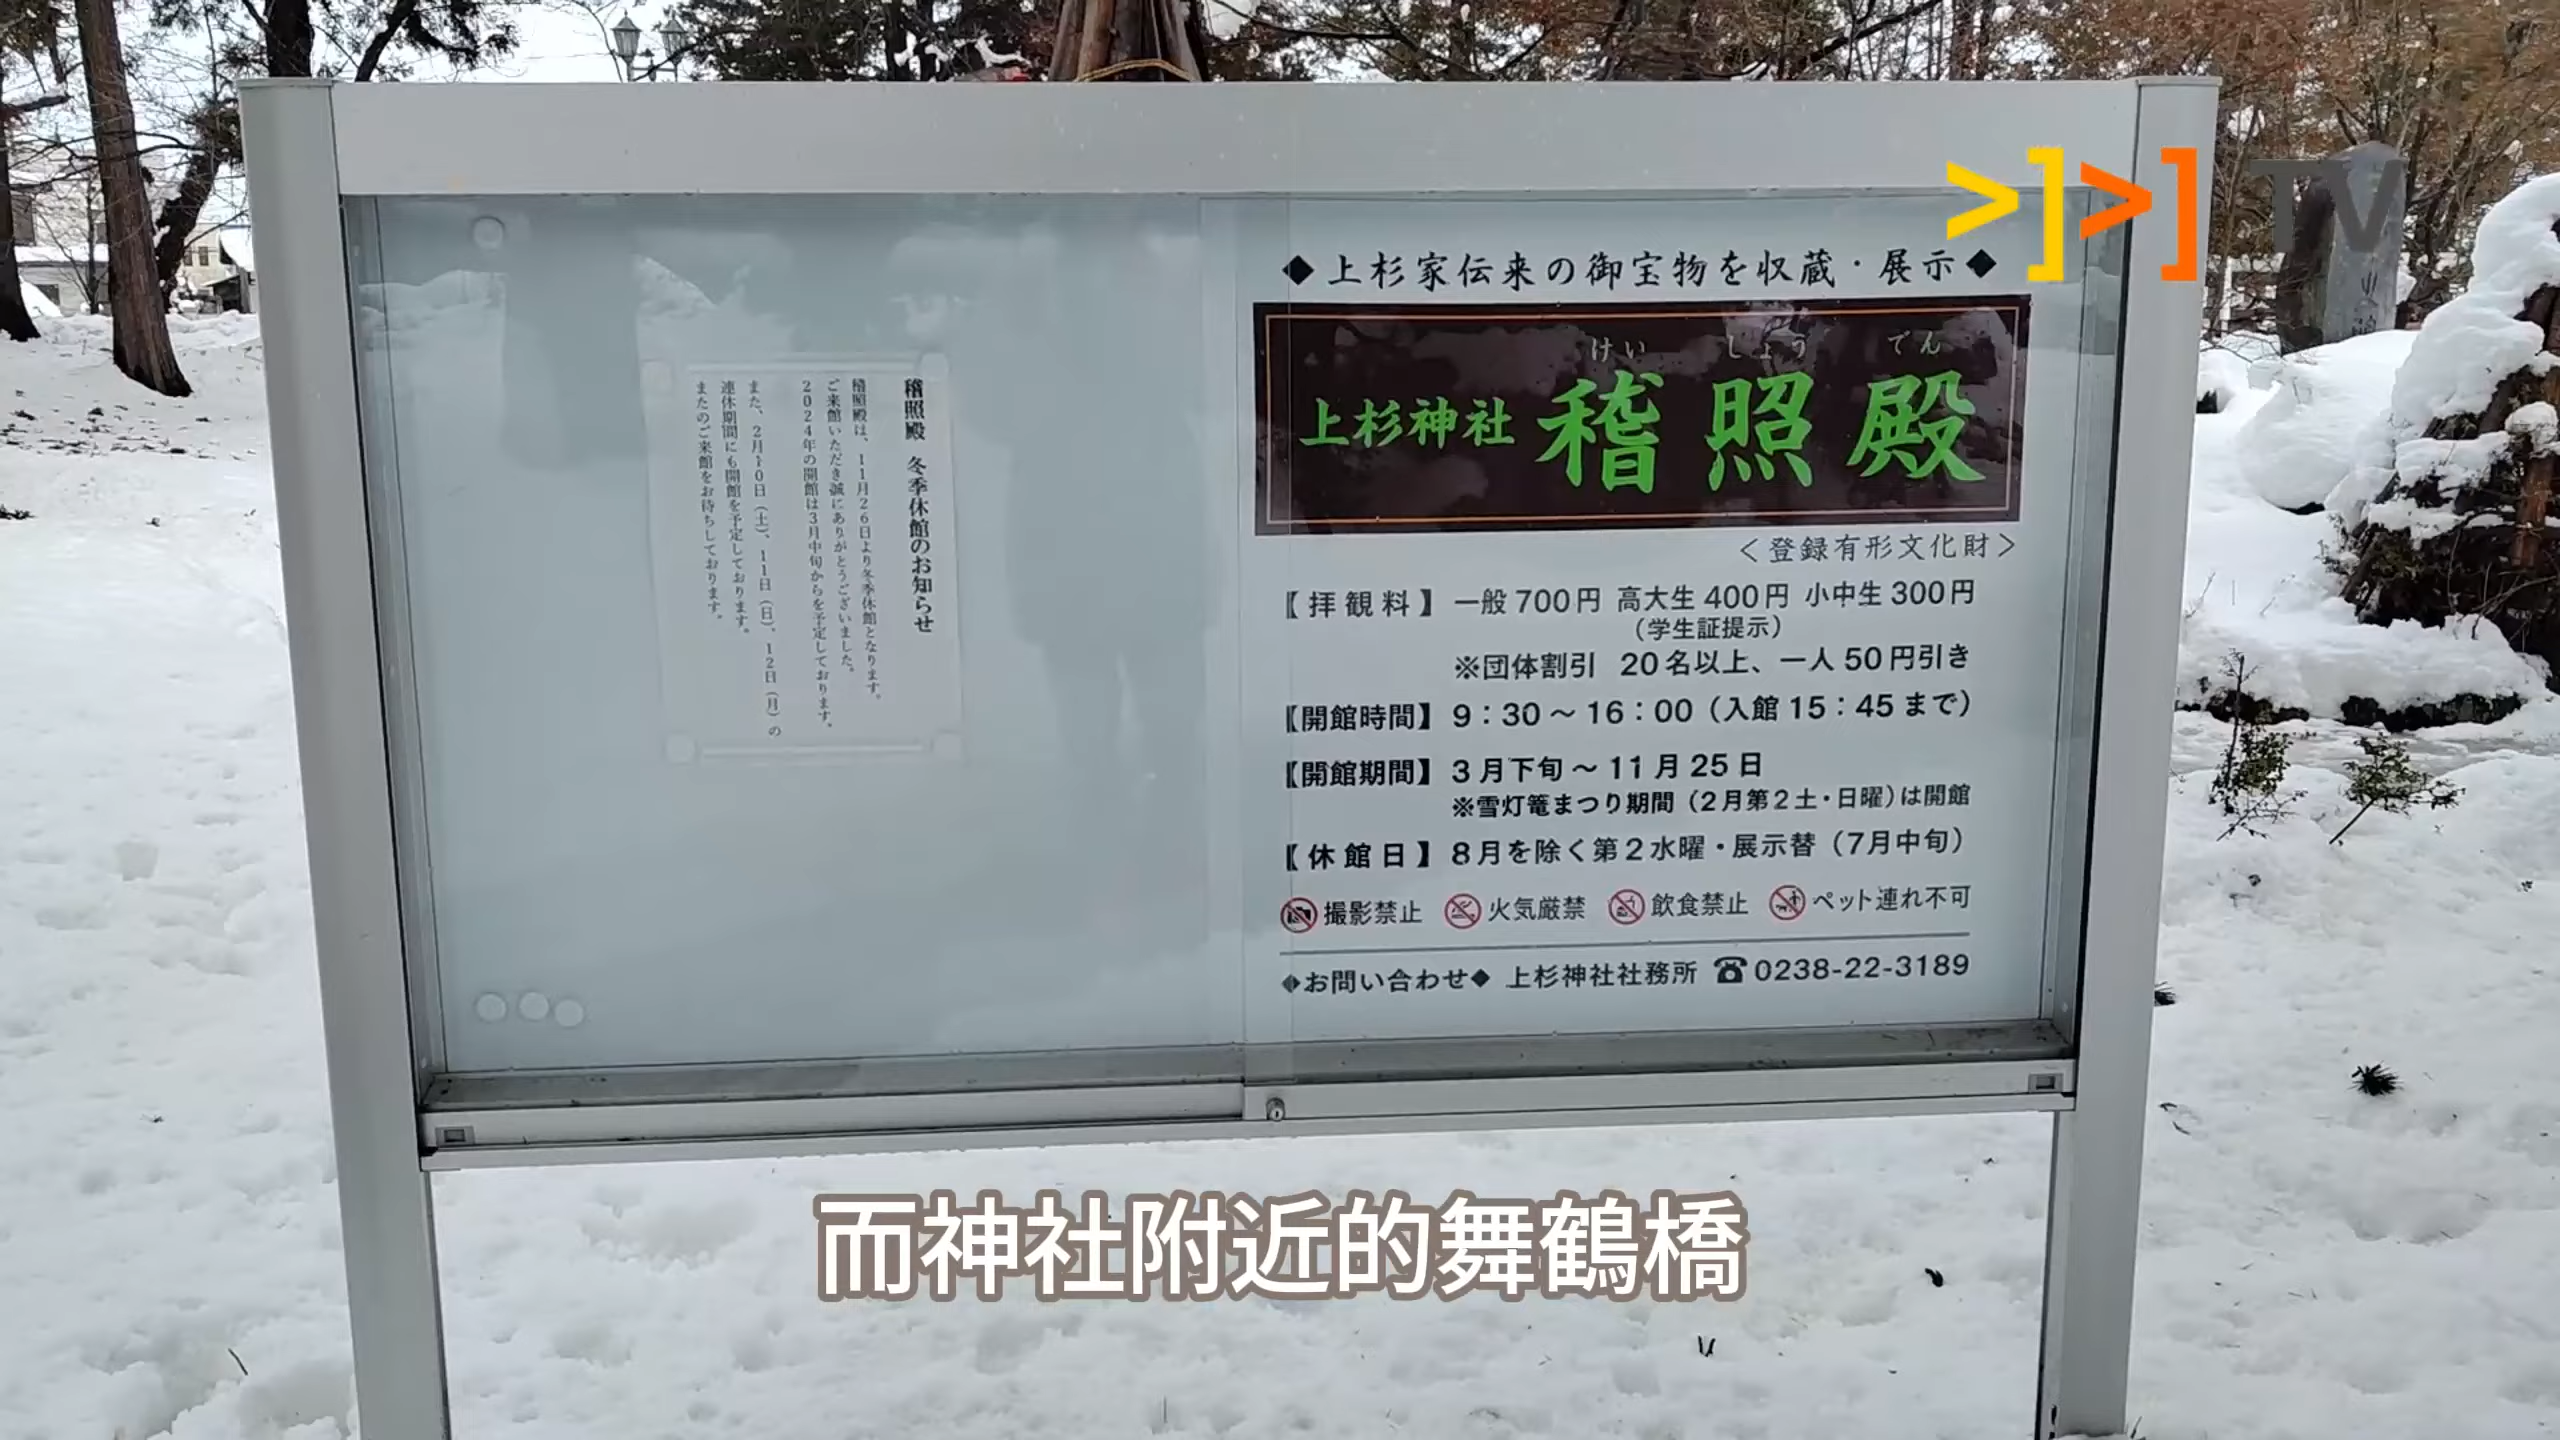 >]>] TV
◆上杉家伝来の御宝物を収蔵・展示◆
けい しょう でん
上杉神社 稽照殿
<登録有形文化財>
【拝観料】一般700円 高大生400円 小中生300円
(学生証提示)
※団体割引 20名以上、一人50円引き
【開館時間】9:30~16:00(入館15:45まで)
【開館期間】3月下旬~11月25日
※雪灯篭まつり期間(2月第2土・日曜)は開館
【休館日】8月を除く第2水曜・展示替(7月中旬)
撮影禁止 火気厳禁 飲食禁止 ペット連れ不可
◆お問い合わせ◆ 上杉神社社務所 ☎0238-22-3189
稽照殿 冬季休館のお知らせ
稽照殿は、11月26日より冬季休館となります。
ご来館いただき誠にありがとうございました。
2024年の開館は3月中旬からを予定しております。
また、2月10日(土)、11日(日)、12日(月)の
連休期間にも開館を予定しております。
またのご来館をお待ちしております。
而神社附近的舞鶴橋